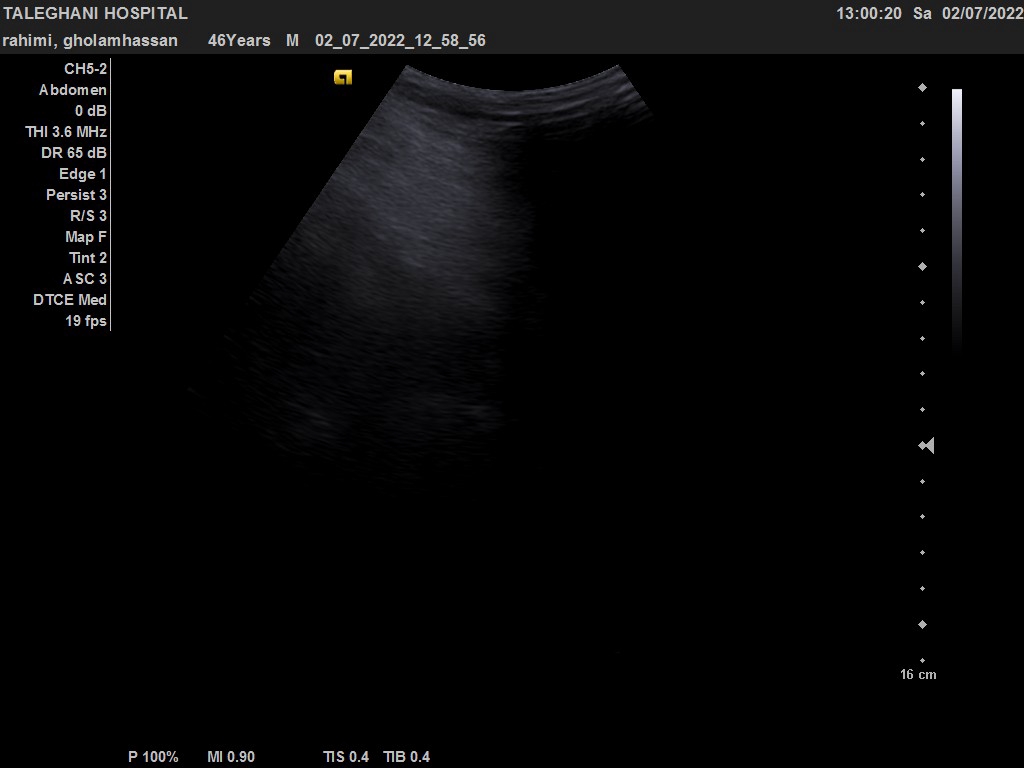 TALEGHANI HOSPITAL 13:00:20 Sa 02/07/2022
rahimi, gholamhassan 46Years M 02_07_2022_12_58_56
CH5-2
Abdomen
0 dB
THI 3.6 MHz
DR 65 dB
Edge 1
Persist 3
R/S 3
Map F
Tint 2
ASC 3
DTCE Med
19 fps
16 cm
P 100% MI 0.90 TIS 0.4 TIB 0.4